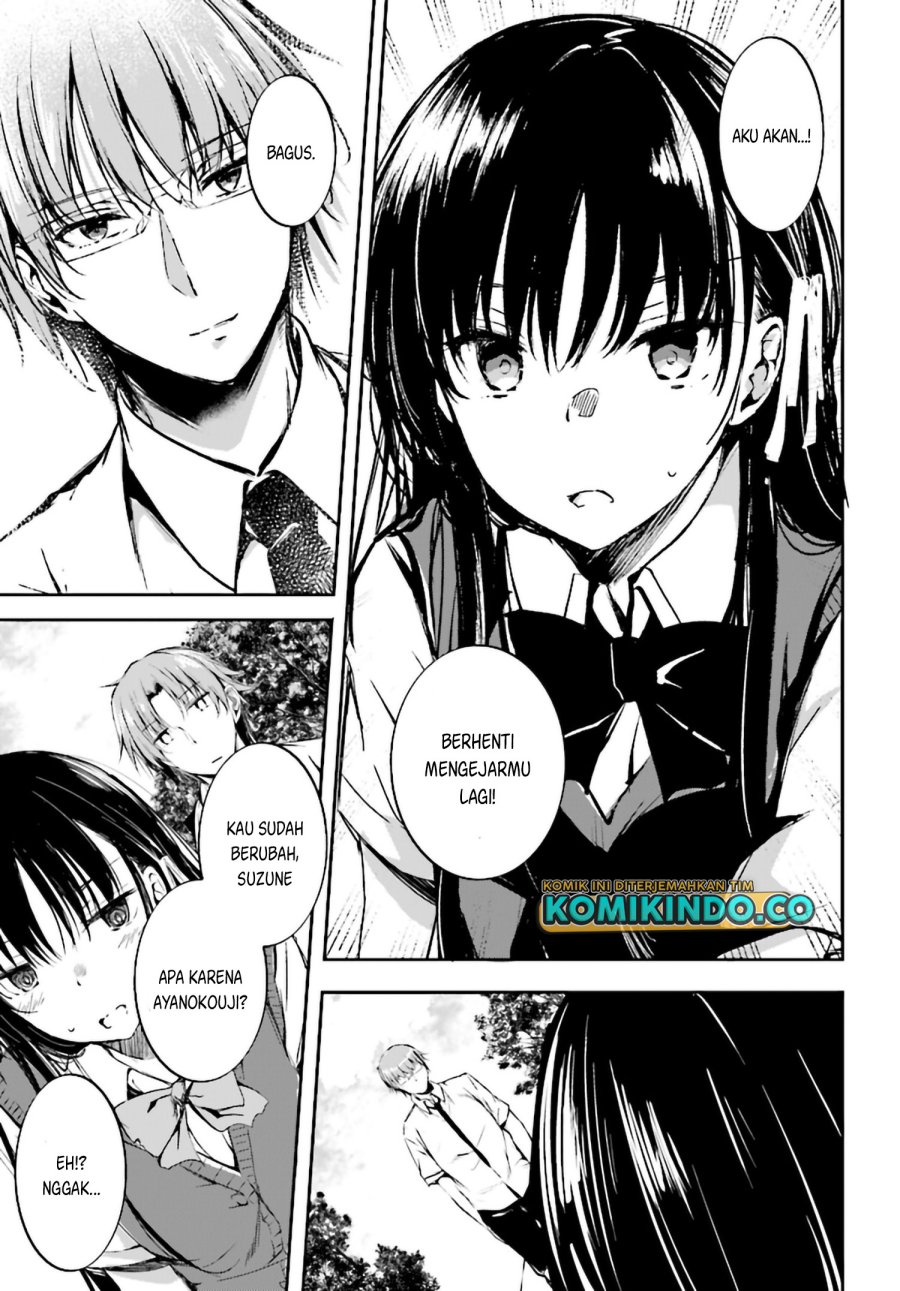 AKU AKAN...!
BERHENTI
MENGEJARMU
LAGI!
KOMIK INI DITERJEMAHKAN TIM
KOMIKINDO.CO
BAGUS.
KAU SUDAH
BERUBAH,
SUZUNE
APA KARENA
AYANOKOUJI?
EH!?
NGGAK...